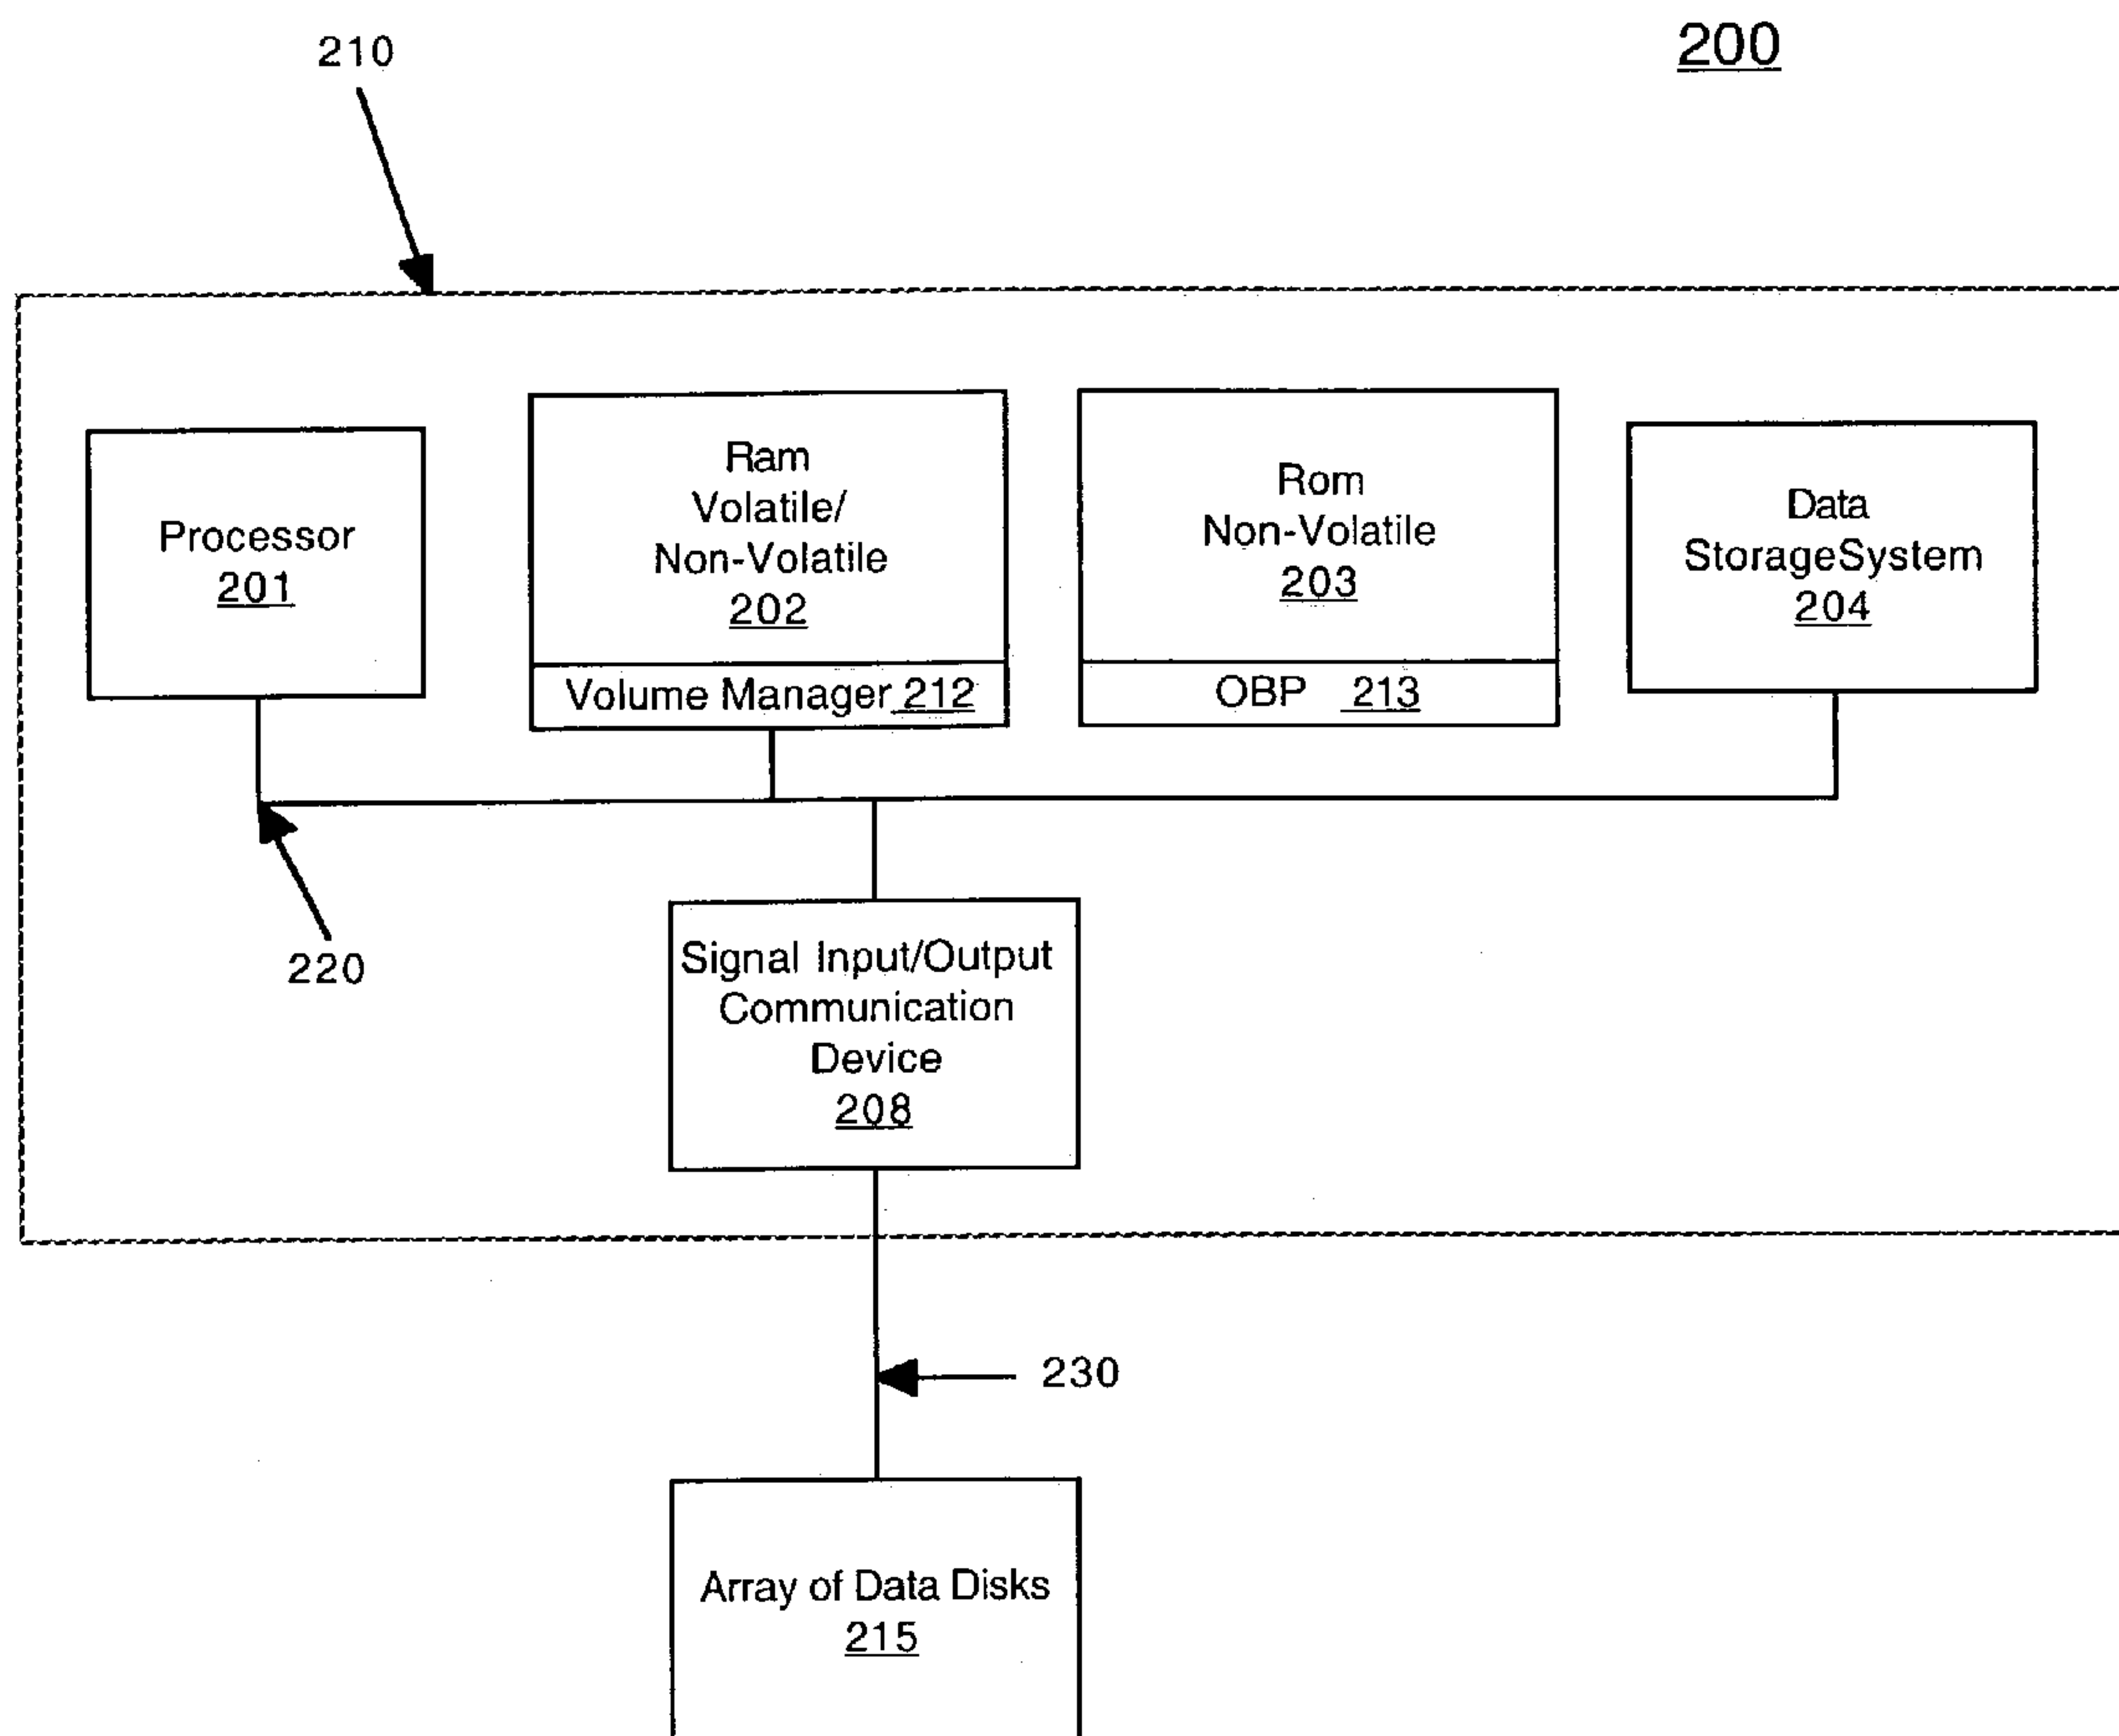 200
210
Processor
201
Ram
Volatile/
Non-Volatile
202
Volume Manager 212
Rom
Non-Volatile
203
OBP 213
Data
StorageSystem
204
220
Signal Input/Output
Communication
Device
208
230
Array of Data Disks
215